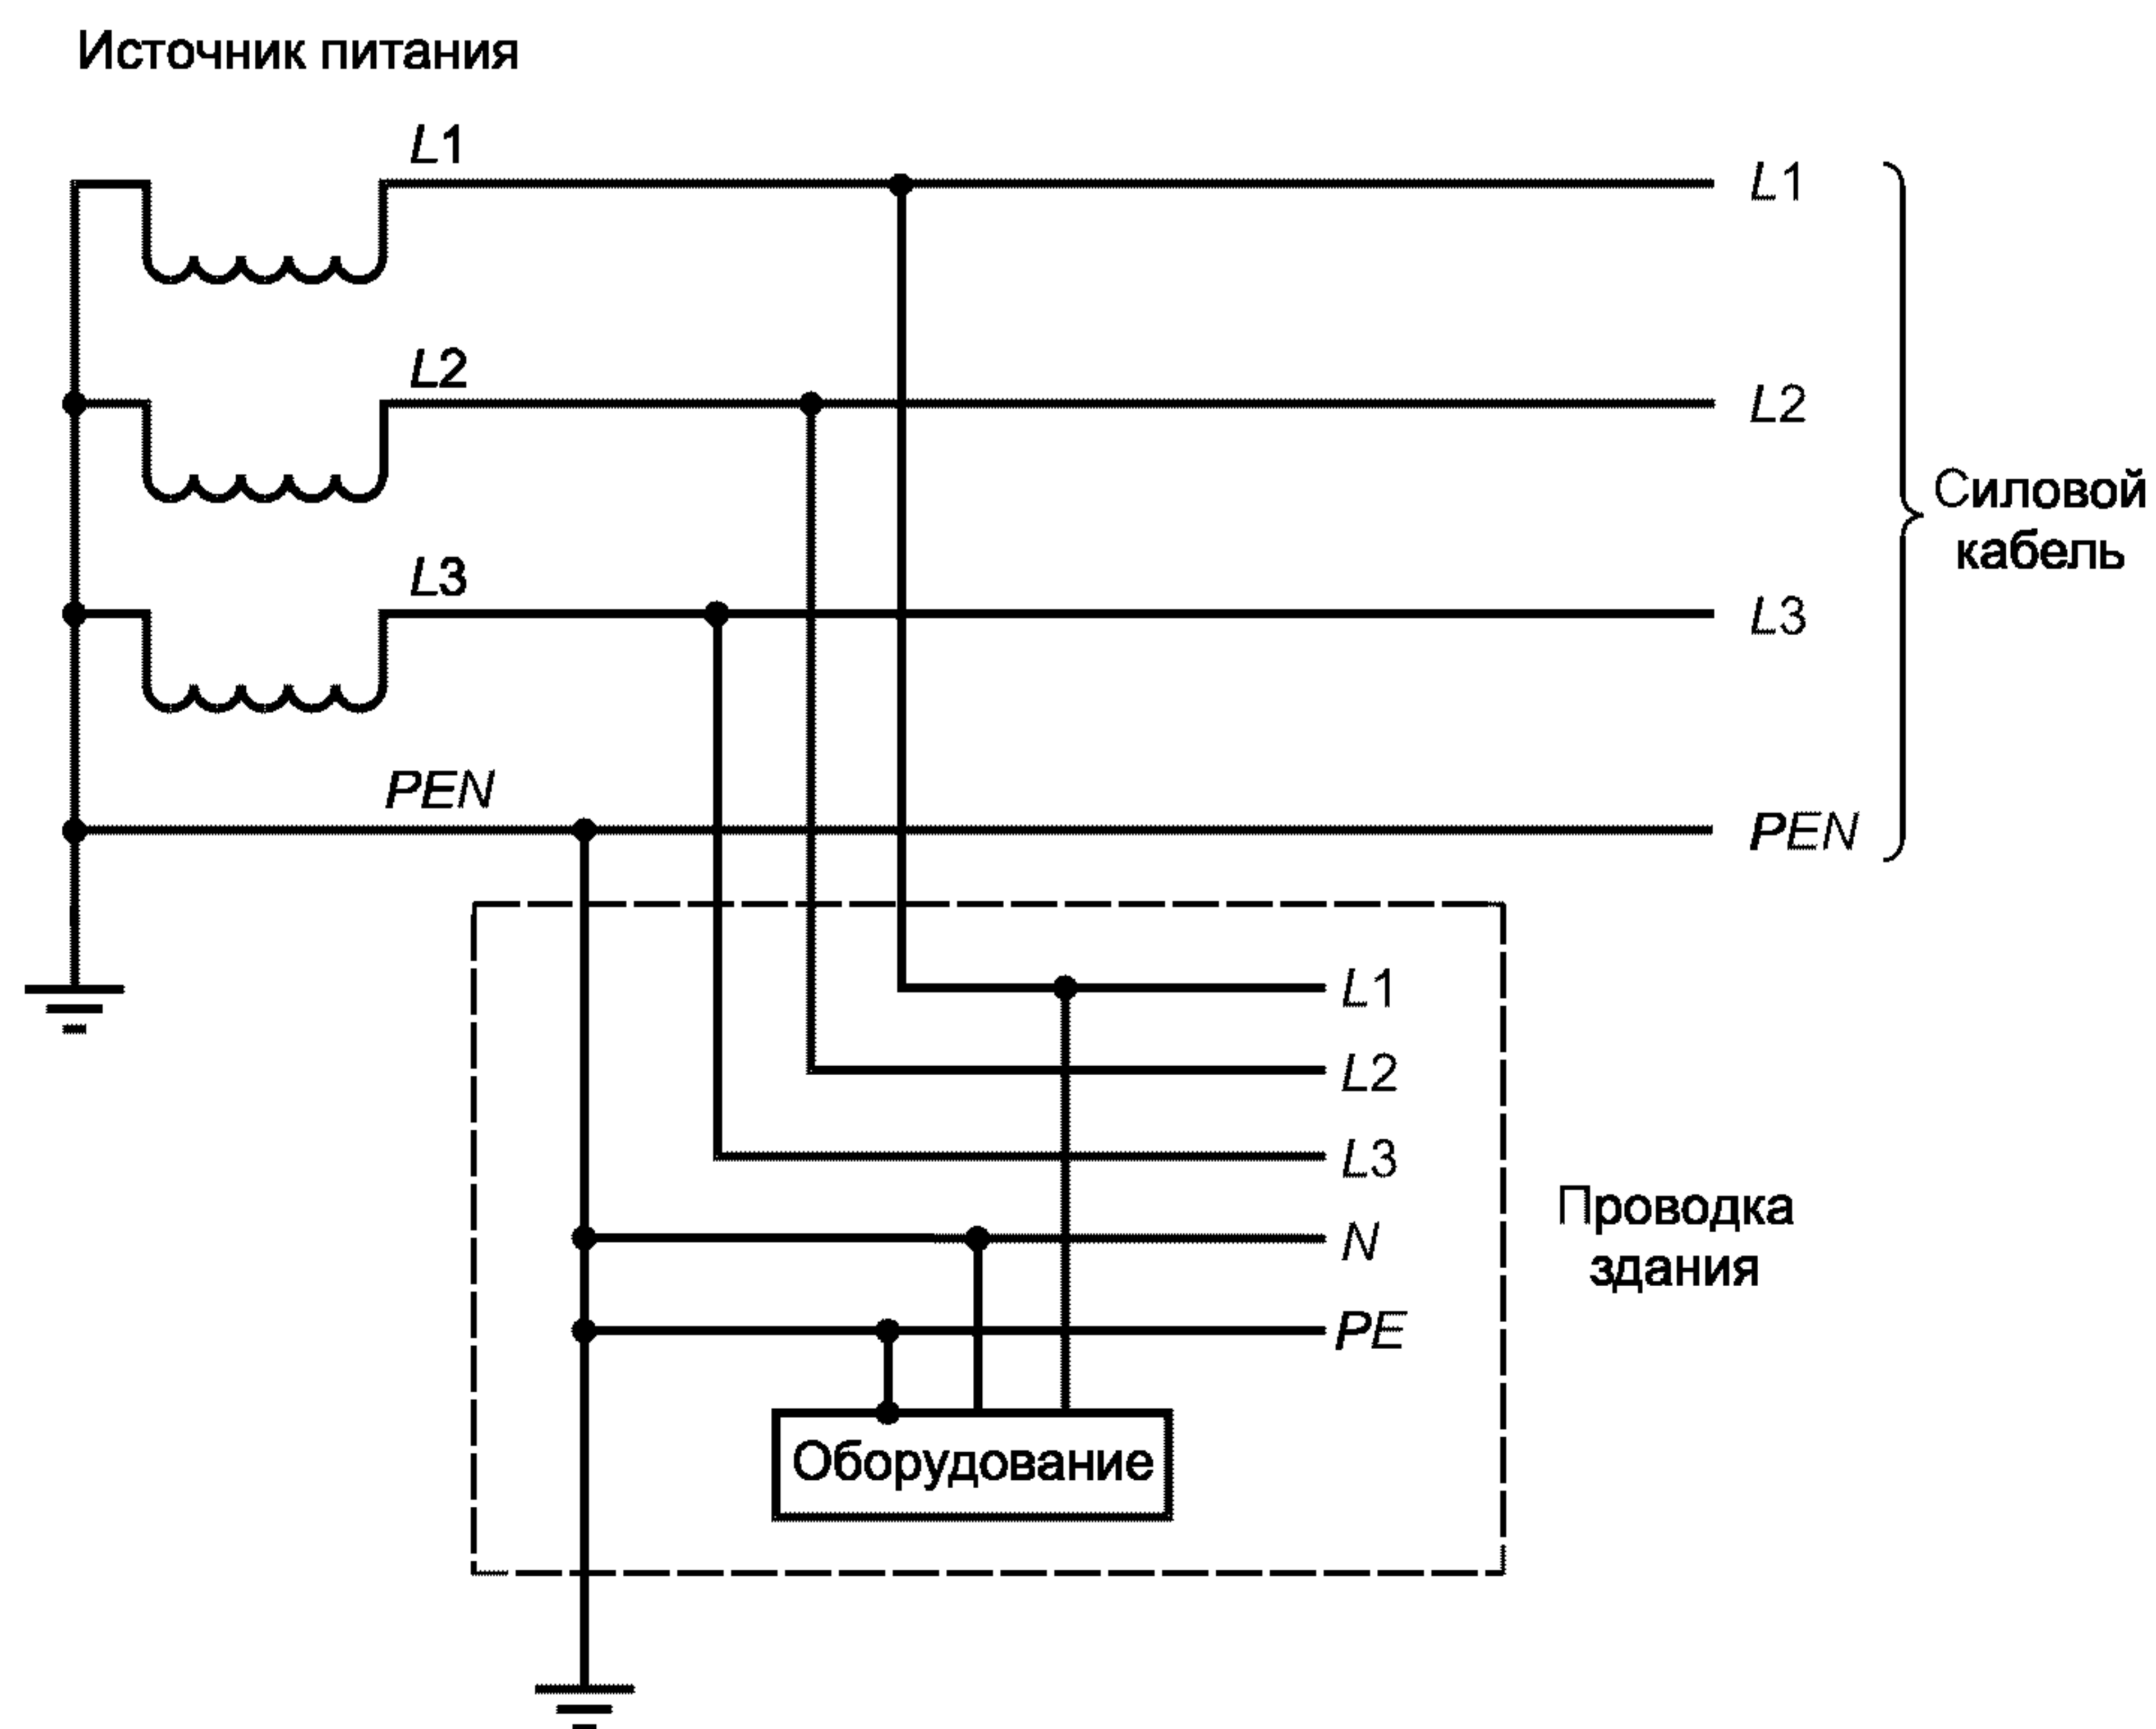 Источник питания
L1
L1
L2
L2
L3
L3
Силовой
кабель
PEN
PEN
L1
L2
L3
N
PE
Проводка
здания
Оборудование